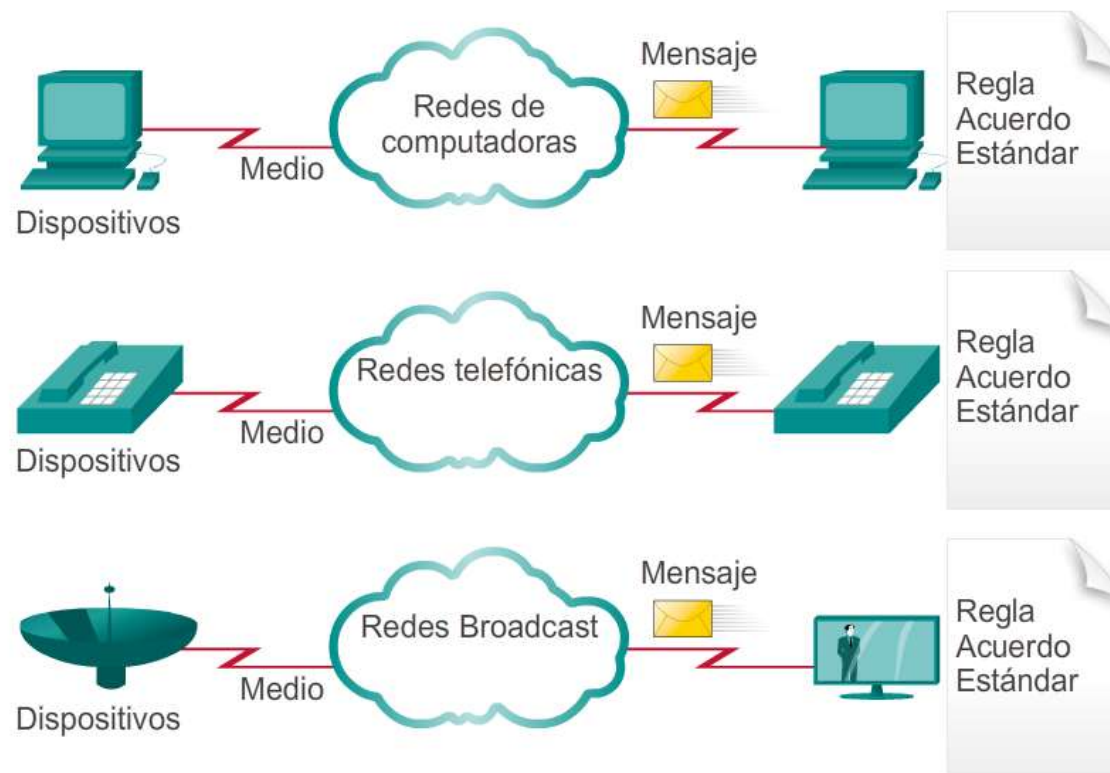 Mensaje
Redes de
computadoras
Medio
Dispositivos
Regla
Acuerdo
Estándar
Mensaje
Redes telefónicas
Medio
Dispositivos
Regla
Acuerdo
Estándar
Mensaje
Redes Broadcast
Medio
Dispositivos
Regla
Acuerdo
Estándar